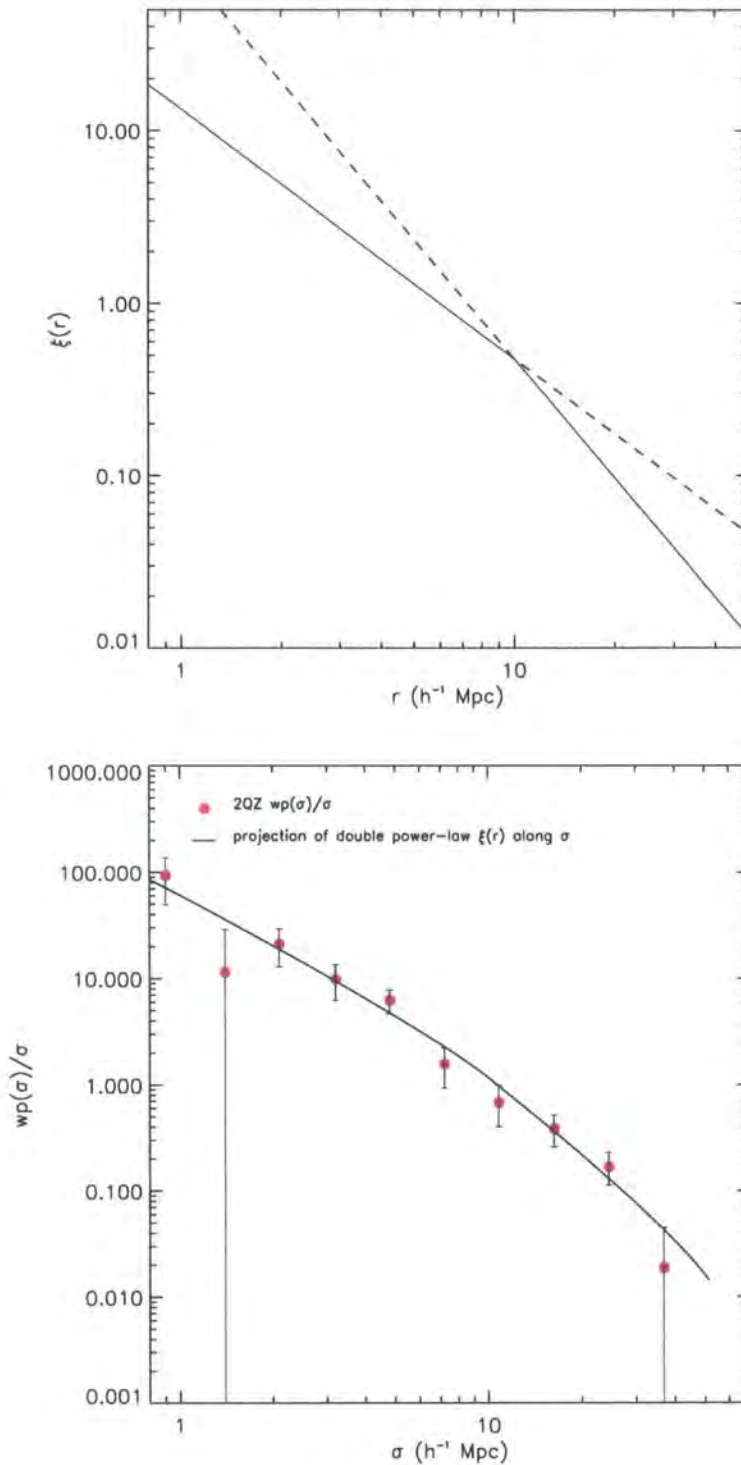 10.00
1.00
0.10
0.01
ξ(r)
1
10
r (h⁻¹ Mpc)
1000.000
100.000
10.000
1.000
0.100
0.010
0.001
wp(σ)/σ
2QZ wp(σ)/σ
projection of double power-law ξ(r) along σ
1
10
σ (h⁻¹ Mpc)